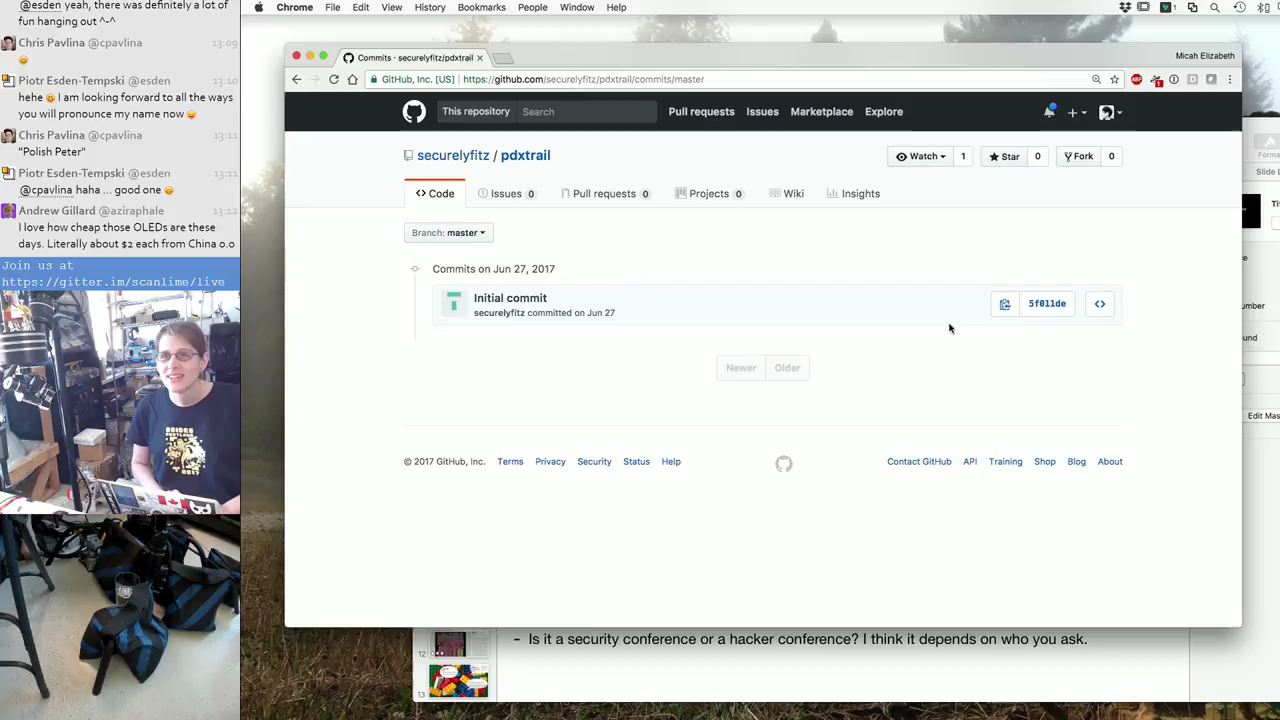 @esden yeah, there was definitely a lot of
fun hanging out ^-^
Chris Pavlina @cpavlina 13:09
Piotr Esden-Tempski @esden 13:10
hehe I am looking forward to all the ways
you will pronounce my name now
Chris Pavlina @cpavlina 13:11
"Polish Peter"
Piotr Esden-Tempski @esden 13:11
@cpavlina haha ... good one
Andrew Gillard @aziraphale 13:12
I love how cheap those OLEDs are these
days. Literally about $2 each from China o.o
Join us at
https://gitter.im/scanlime/live
Chrome File Edit View History Bookmarks People Window Help
Commits · securelyfitz/pdxtrail
Micah Elizabeth
GitHub, Inc. [US] https://github.com/securelyfitz/pdxtrail/commits/master
This repository Search Pull requests Issues Marketplace Explore
securelyfitz / pdxtrail
Watch 1 Star 0 Fork 0
Code Issues 0 Pull requests 0 Projects 0 Wiki Insights
Branch: master
Commits on Jun 27, 2017
Initial commit
securelyfitz committed on Jun 27
5f011de
Newer Older
© 2017 GitHub, Inc. Terms Privacy Security Status Help
Contact GitHub API Training Shop Blog About
Edit Mas
- Is it a security conference or a hacker conference? I think it depends on who you ask.
12
13